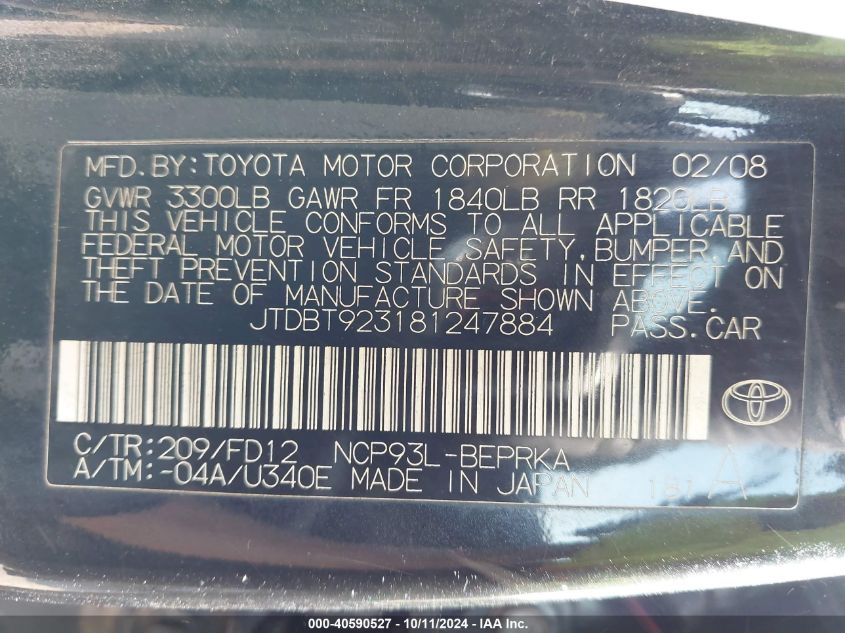 MFD. BY: TOYOTA MOTOR CORPORATION 02/08
GVWR 3300LB GAWR FR 1840LB RR 1820LB
THIS VEHICLE CONFORMS TO ALL APPLICABLE
FEDERAL MOTOR VEHICLE SAFETY, BUMPER, AND
THEFT PREVENTION STANDARDS IN EFFECT ON
THE DATE OF MANUFACTURE SHOWN ABOVE.
JTDBT923181247884 PASS. CAR
C/TR: 209/FD12 NCP93L-BEPRKA
A/TM: -04A/U340E MADE IN JAPAN 181 A
000-40590527 - 10/11/2024 - IAA Inc.